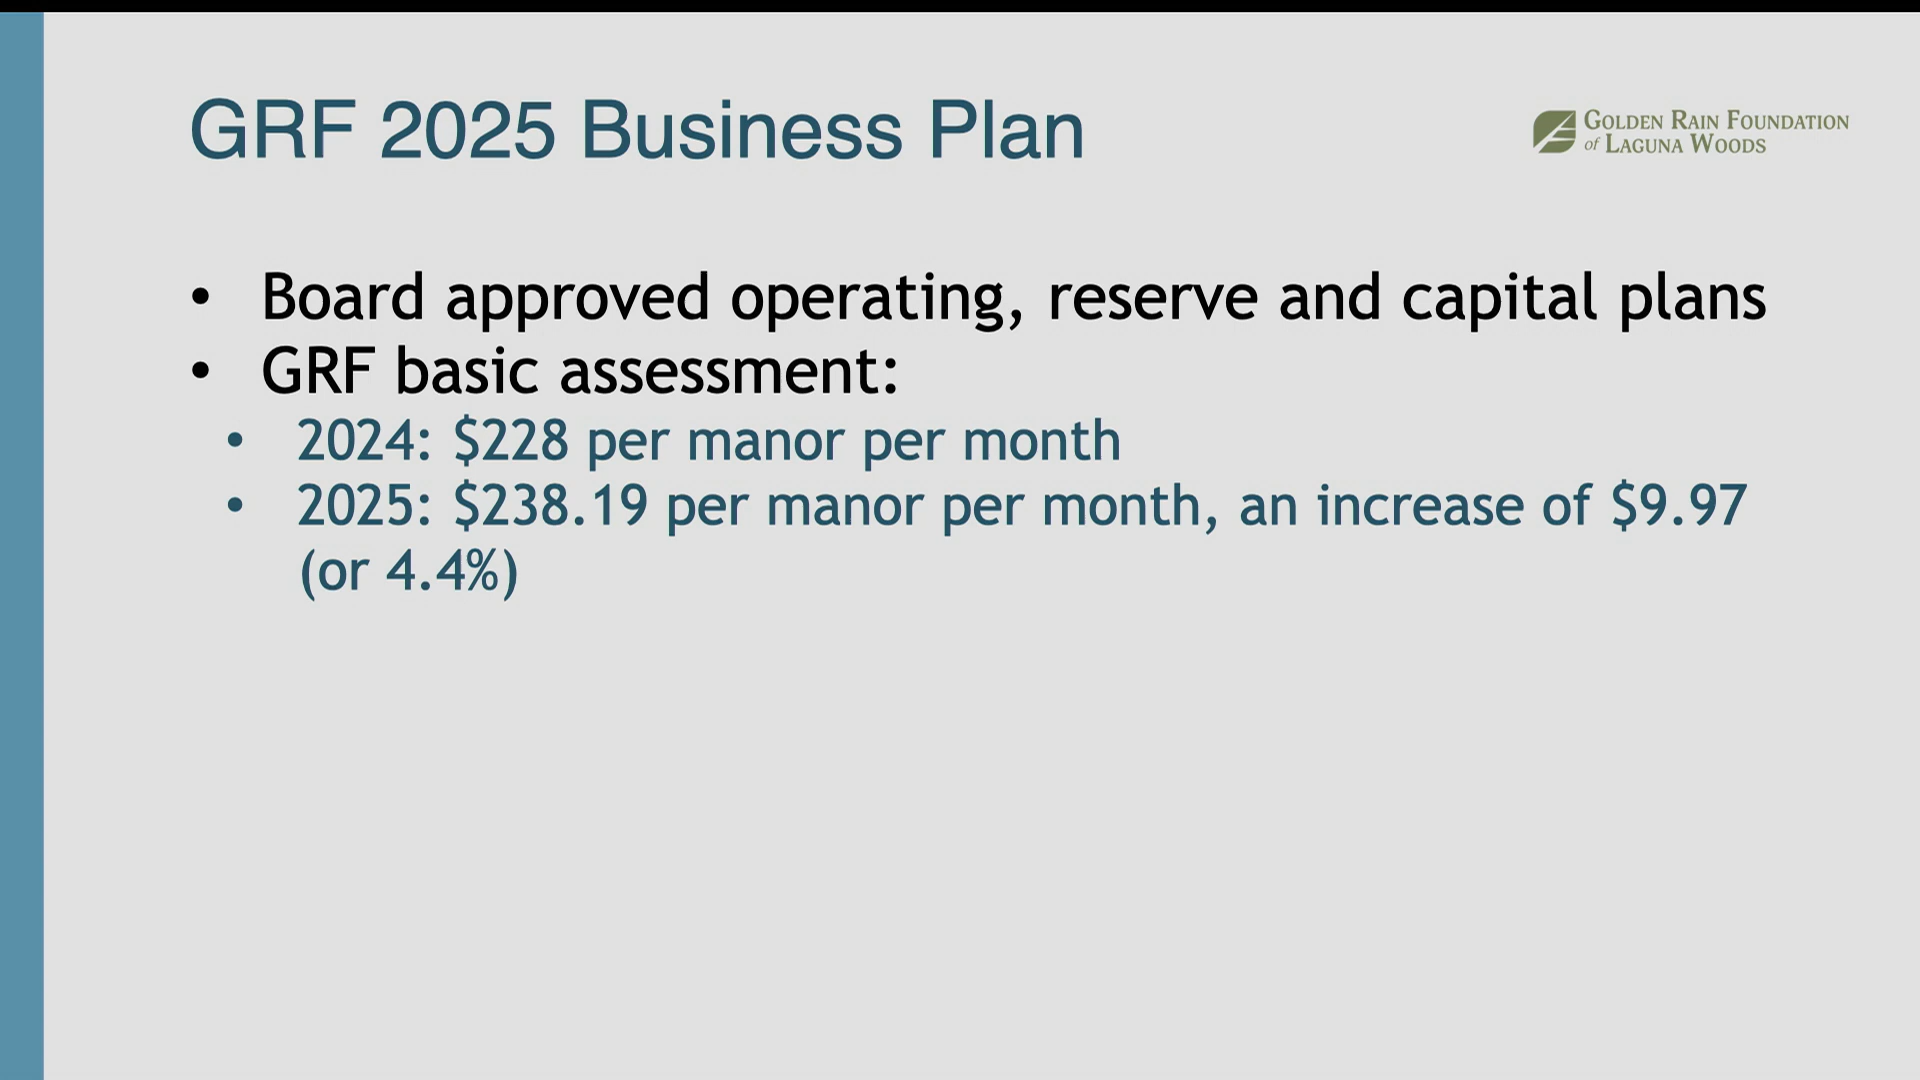 GRF 2025 Business Plan
GOLDEN RAIN FOUNDATION
of LAGUNA WOODS
• Board approved operating, reserve and capital plans
• GRF basic assessment:
• 2024: $228 per manor per month
• 2025: $238.19 per manor per month, an increase of $9.97
(or 4.4%)